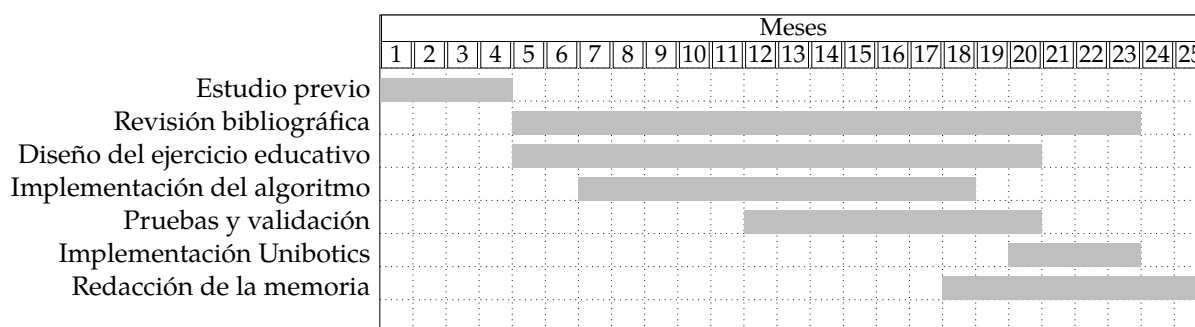 Meses
1 2 3 4 5 6 7 8 9 10 11 12 13 14 15 16 17 18 19 20 21 22 23 24 25
Estudio previo
Revisión bibliográfica
Diseño del ejercicio educativo
Implementación del algoritmo
Pruebas y validación
Implementación Unibotics
Redacción de la memoria